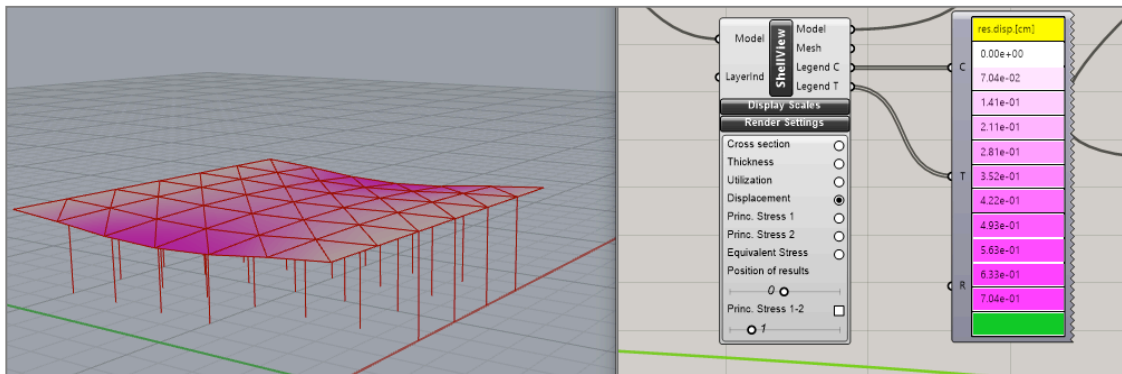 Model
LayerInd
ShellView
Model
Mesh
Legend C
Legend T
Display Scales
Render Settings
Cross section
Thickness
Utilization
Displacement
Princ. Stress 1
Princ. Stress 2
Equivalent Stress
Position of results
0
Princ. Stress 1-2
1
C
T
R
res.disp.[cm]
0.00e+00
7.04e-02
1.41e-01
2.11e-01
2.81e-01
3.52e-01
4.22e-01
4.93e-01
5.63e-01
6.33e-01
7.04e-01